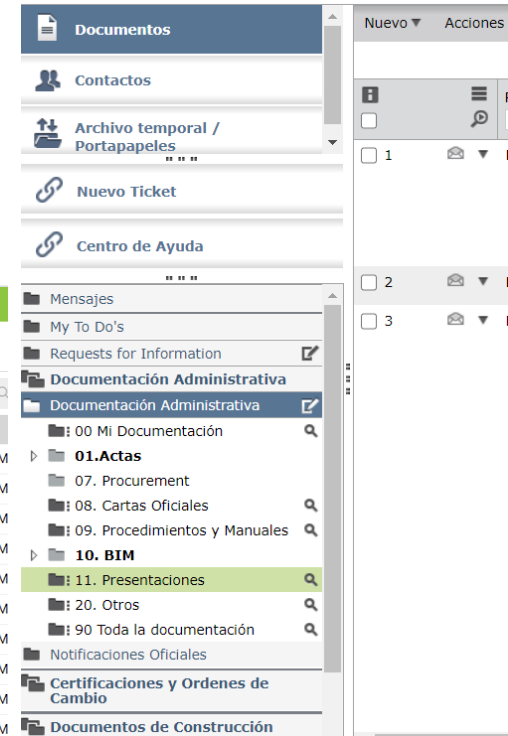 Documentos
Contactos
Archivo temporal /
Portapapeles
Nuevo Ticket
Centro de Ayuda
Mensajes
My To Do's
Requests for Information
Documentación Administrativa
Documentación Administrativa
00 Mi Documentación
01.Actas
07. Procurement
08. Cartas Oficiales
09. Procedimientos y Manuales
10. BIM
11. Presentaciones
20. Otros
90 Toda la documentación
Notificaciones Oficiales
Certificaciones y Ordenes de
Cambio
Documentos de Construcción
Nuevo Acciones
1
2
3